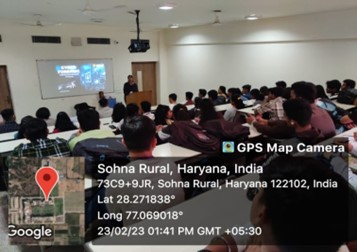 GPS Map Camera
Sohna Rural, Haryana, India
73C9+9JR, Sohna Rural, Haryana 122102, India
Lat 28.271838°
Long 77.069018°
23/02/23 01:41 PM GMT +05:30
Google